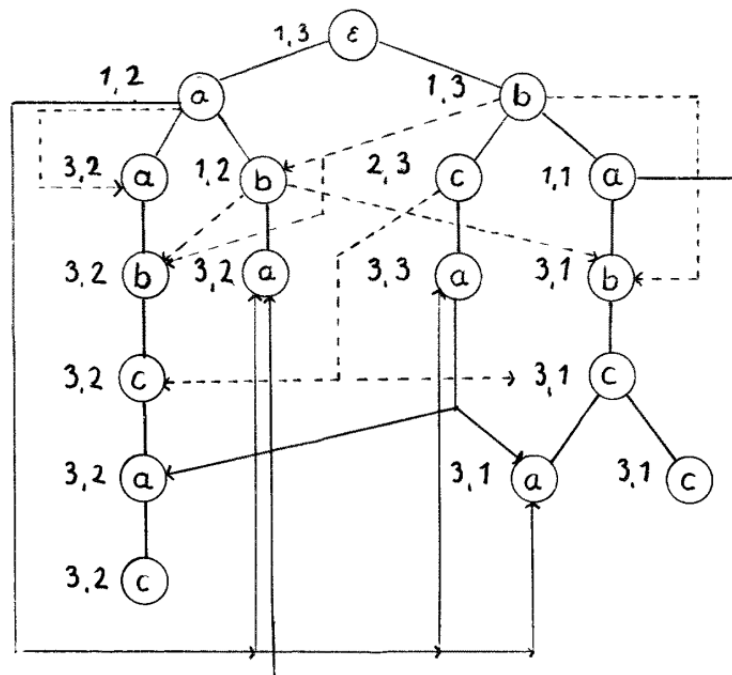 1,3 ε
1,2 a 1,3 b
3,2 a 1,2 b 2,3 c 1,1 a
3,2 b 3,2 a 3,3 a 3,1 b
3,2 c 3,1 c
3,2 a 3,1 a 3,1 c
3,2 c